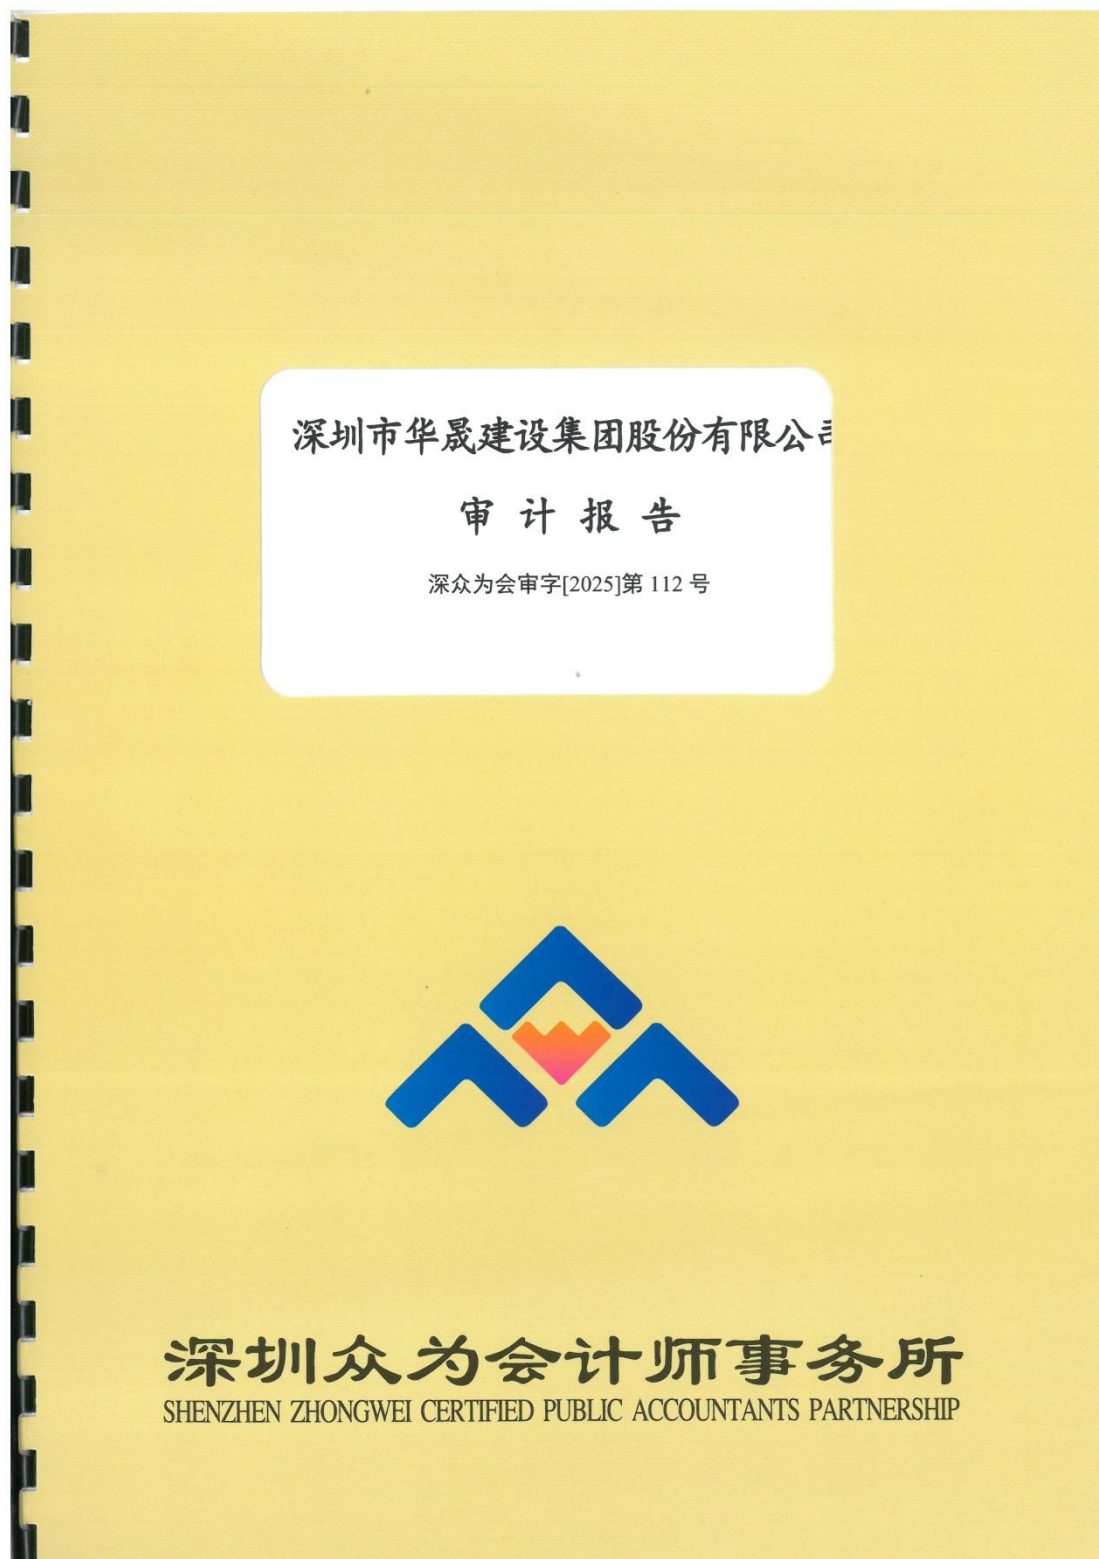 深圳市华晟建设集团股份有限公司
审计报告
深众为会审字[2025]第 112 号
深圳众为会计师事务所
SHENZHEN ZHONGWEI CERTIFIED PUBLIC ACCOUNTANTS PARTNERSHIP